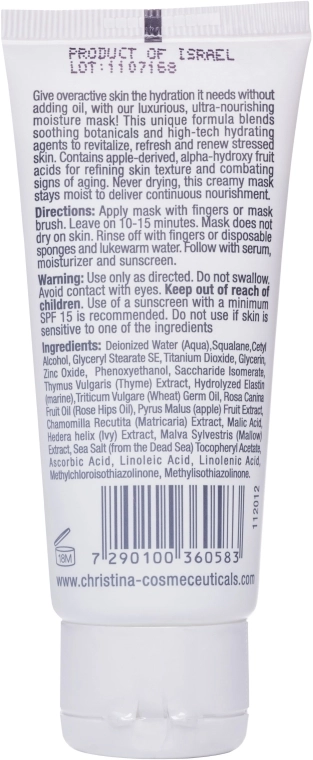 PRODUCT OF ISRAEL
LOT:1107168
Give overactive skin the hydration it needs without
adding oil, with our luxurious, ultra-nourishing
moisture mask! This unique formula blends
soothing botanicals and high-tech hydrating
agents to revitalize, refresh and renew stressed
skin. Contains apple-derived, alpha-hydroxy fruit
acids for refining skin texture and combating
signs of aging. Never drying, this creamy mask
stays moist to deliver continuous nourishment.
Directions: Apply mask with fingers or mask
brush. Leave on 10-15 minutes. Mask does not
dry on skin. Rinse off with fingers or disposable
sponges and lukewarm water. Follow with serum,
moisturizer and sunscreen.
Warning: Use only as directed. Do not swallow.
Avoid contact with eyes. Keep out of reach of
children. Use of a sunscreen with a minimum
SPF 15 is recommended. Do not use if skin is
sensitive to one of the ingredients
Ingredients: Deionized Water (Aqua),Squalane,Cetyl
Alcohol, Glyceryl Stearate SE, Titanium Dioxide, Glycerin,
Zinc Oxide, Phenoxyethanol, Saccharide Isomerate,
Thymus Vulgaris (Thyme) Extract, Hydrolyzed Elastin
(marine),Triticum Vulgare (Wheat) Germ Oil, Rosa Canina
Fruit Oil (Rose Hips Oil), Pyrus Malus (apple) Fruit Extract,
Chamomilla Recutita (Matricaria) Extract, Malic Acid,
Hedera helix (Ivy) Extract, Malva Sylvestris (Mallow)
Extract, Sea Salt (from the Dead Sea) Tocopheryl Acetate,
Ascorbic Acid, Linoleic Acid, Linolenic Acid,
Methylchloroisothiazolinone, Methylisothiazolinone.
112012
18M
7 290100 360583
www.christina-cosmeceuticals.com